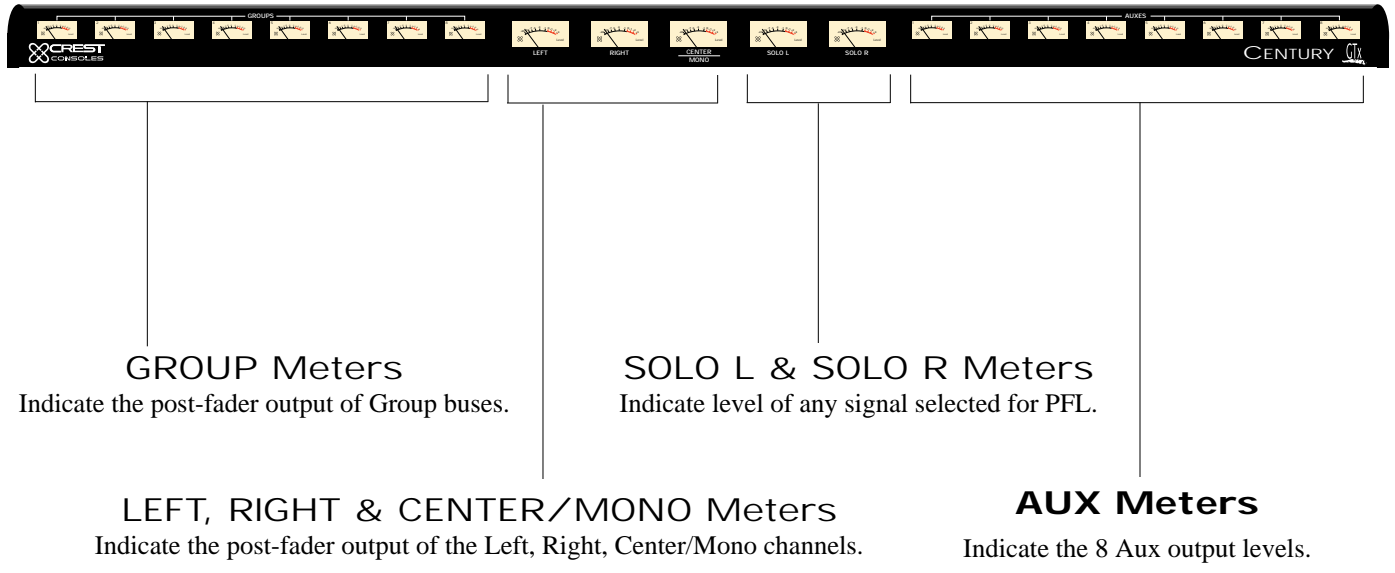 GROUPS
AUXES
CREST
CONSOLES
LEFT
RIGHT
CENTER
MONO
SOLO L
SOLO R
CENTURY GTx
GROUP Meters
Indicate the post-fader output of Group buses.
SOLO L & SOLO R Meters
Indicate level of any signal selected for PFL.
LEFT, RIGHT & CENTER/MONO Meters
Indicate the post-fader output of the Left, Right, Center/Mono channels.
AUX Meters
Indicate the 8 Aux output levels.